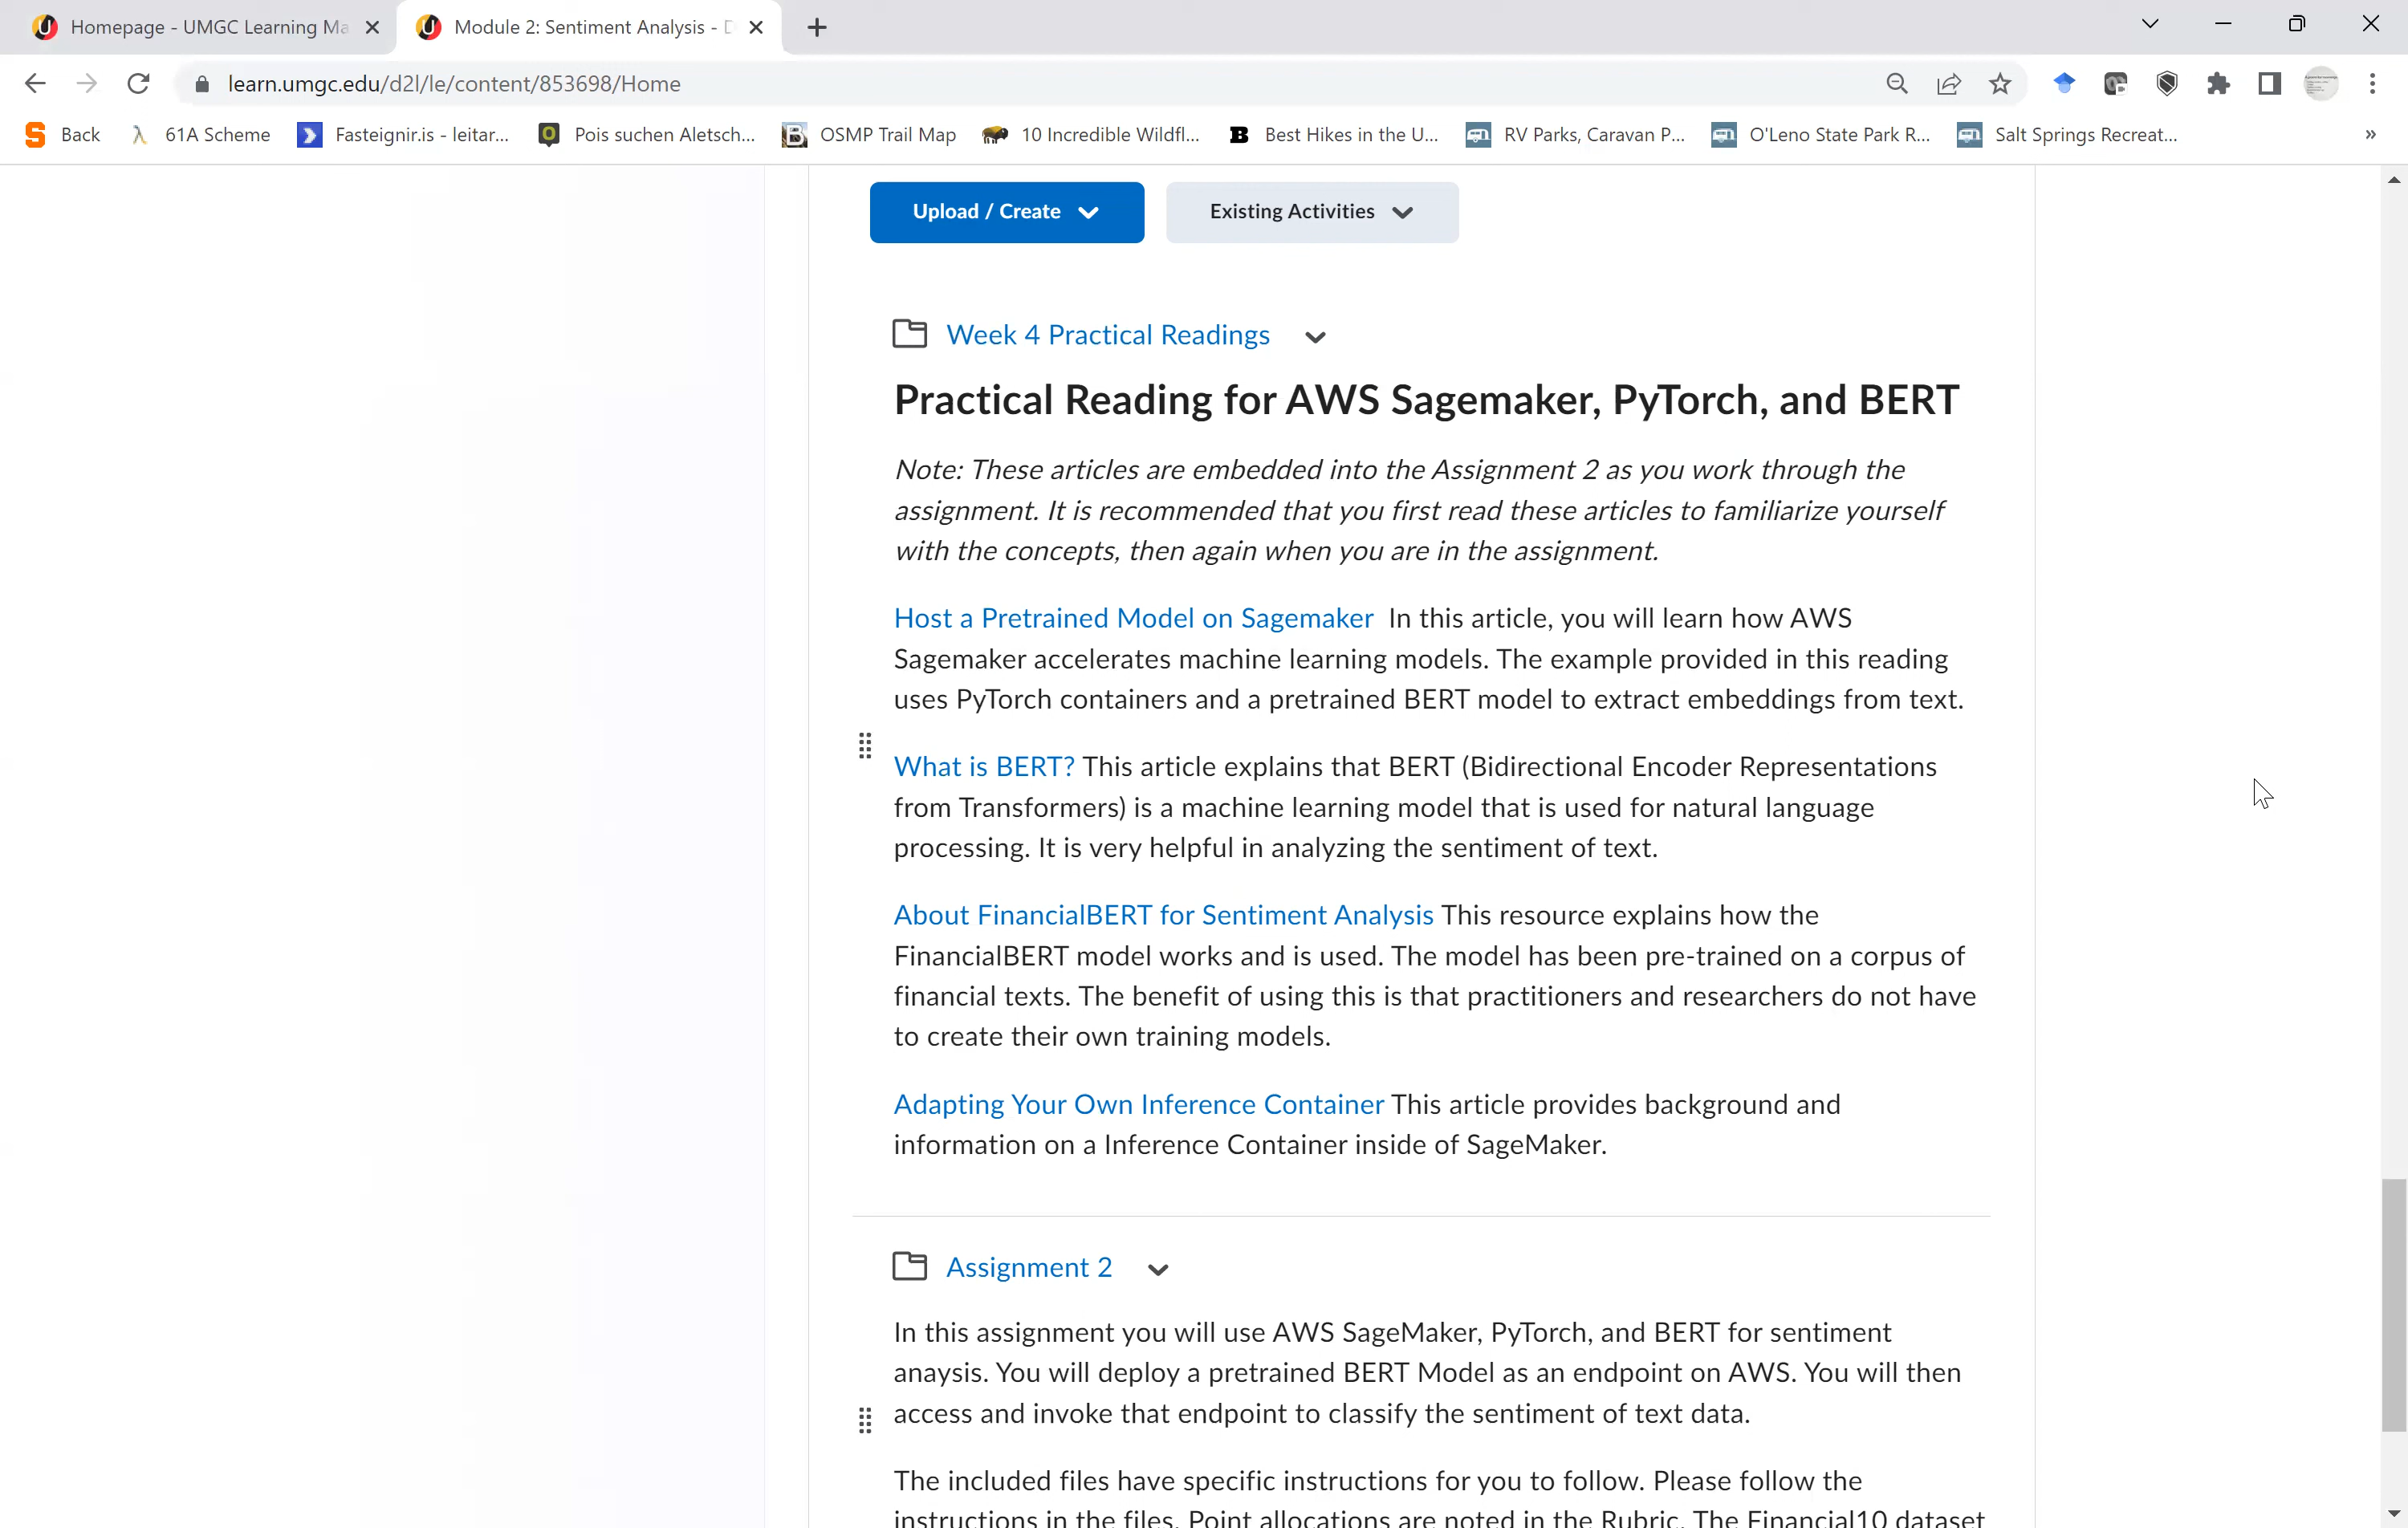 Homepage - UMGC Learning Ma
Module 2: Sentiment Analysis - D
learn.umgc.edu/d2l/le/content/853698/Home
Back
61A Scheme
Fasteignir.is - leitar...
Pois suchen Aletsch...
OSMP Trail Map
10 Incredible Wildfl...
Best Hikes in the U...
RV Parks, Caravan P...
O'Leno State Park R...
Salt Springs Recreat...
»
Upload / Create
Existing Activities
Week 4 Practical Readings
Practical Reading for AWS Sagemaker, PyTorch, and BERT
Note: These articles are embedded into the Assignment 2 as you work through the
assignment. It is recommended that you first read these articles to familiarize yourself
with the concepts, then again when you are in the assignment.
Host a Pretrained Model on Sagemaker In this article, you will learn how AWS
Sagemaker accelerates machine learning models. The example provided in this reading
uses PyTorch containers and a pretrained BERT model to extract embeddings from text.
What is BERT? This article explains that BERT (Bidirectional Encoder Representations
from Transformers) is a machine learning model that is used for natural language
processing. It is very helpful in analyzing the sentiment of text.
About FinancialBERT for Sentiment Analysis This resource explains how the
FinancialBERT model works and is used. The model has been pre-trained on a corpus of
financial texts. The benefit of using this is that practitioners and researchers do not have
to create their own training models.
Adapting Your Own Inference Container This article provides background and
information on a Inference Container inside of SageMaker.
Assignment 2
In this assignment you will use AWS SageMaker, PyTorch, and BERT for sentiment
anaysis. You will deploy a pretrained BERT Model as an endpoint on AWS. You will then
access and invoke that endpoint to classify the sentiment of text data.
The included files have specific instructions for you to follow. Please follow the
instructions in the files. Point allocations are noted in the Rubric. The Financial10 dataset